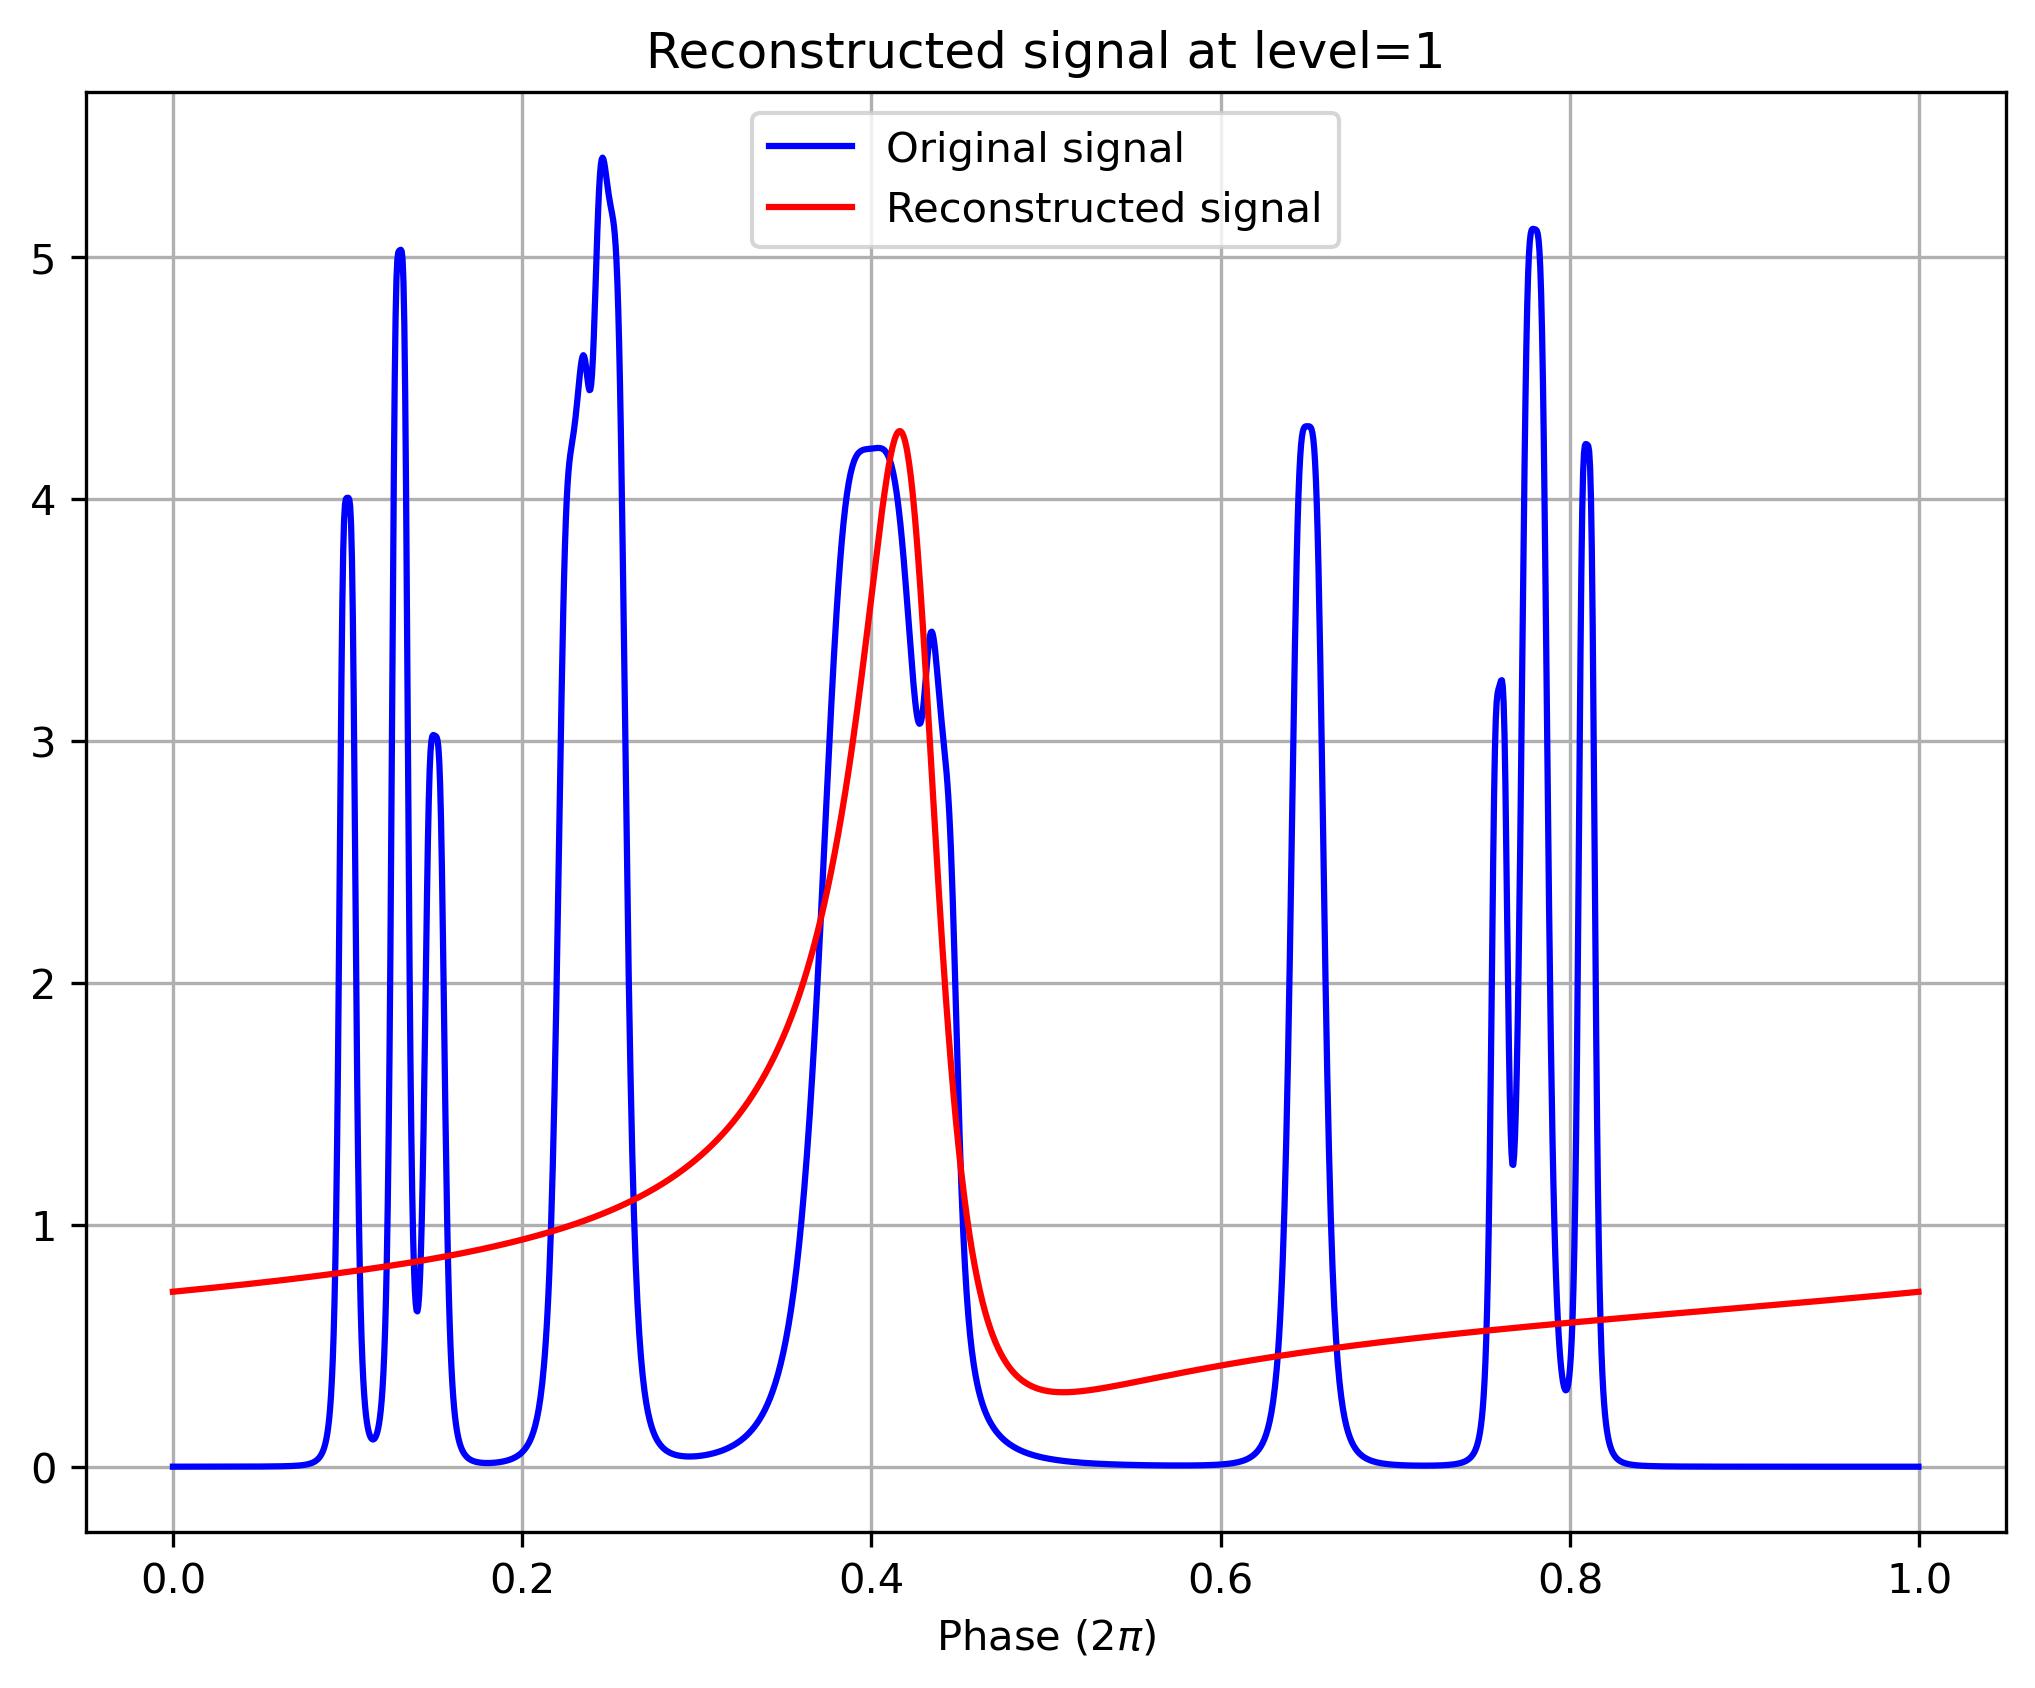 Reconstructed signal at level=1
Original signal
Reconstructed signal
5
4
3
2
1
0
0.0 0.2 0.4 0.6 0.8 1.0
Phase (2π)